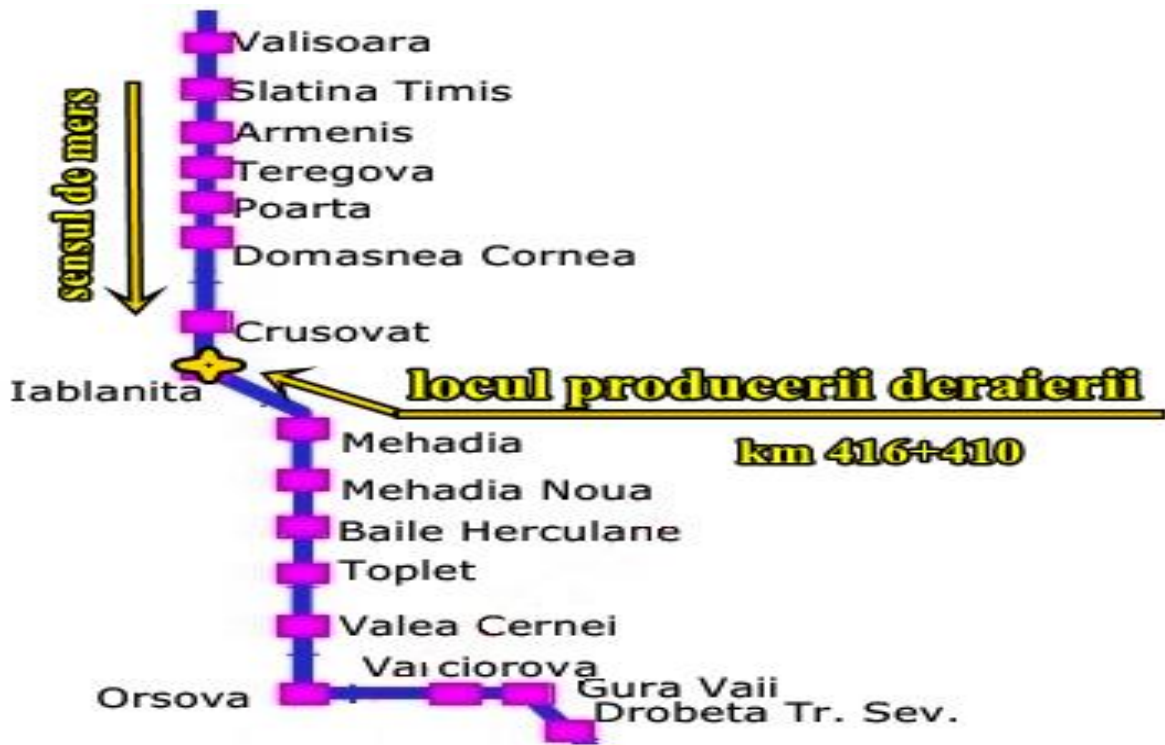 Valisoara
Slatina Timis
Armenis
Teregova
Poarta
Domasnea Cornea
sensul de mers
Crusovat
Iablanita
locul producerii deraierii
km 416+410
Mehadia
Mehadia Noua
Baile Herculane
Toplet
Valea Cernei
ciorova
Orsova
Gura Vaii
Drobeta Tr. Sev.